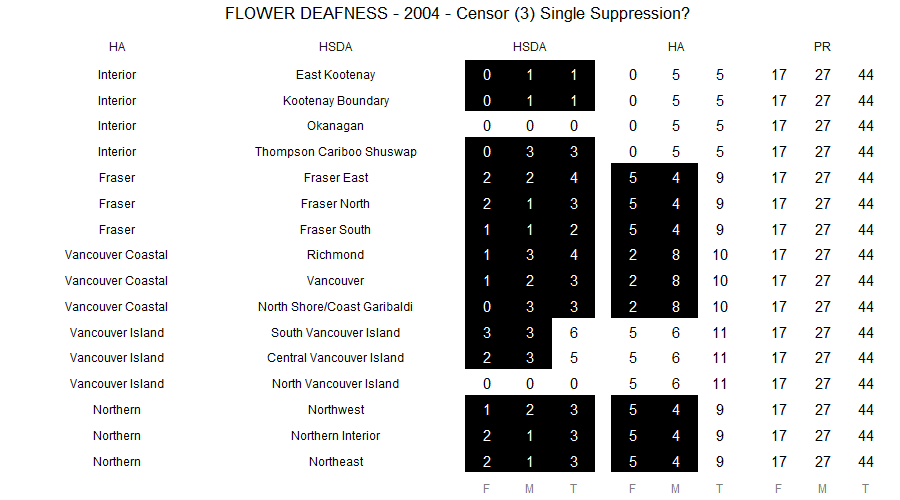 FLOWER DEAFNESS - 2004 - Censor (3) Single Suppression?
HA HSDA HSDA HA PR
Interior East Kootenay 0 1 1 0 5 5 17 27 44
Interior Kootenay Boundary 0 1 1 0 5 5 17 27 44
Interior Okanagan 0 0 0 0 5 5 17 27 44
Interior Thompson Cariboo Shuswap 0 3 3 0 5 5 17 27 44
Fraser Fraser East 2 2 4 5 4 9 17 27 44
Fraser Fraser North 2 1 3 5 4 9 17 27 44
Fraser Fraser South 1 1 2 5 4 9 17 27 44
Vancouver Coastal Richmond 1 3 4 2 8 10 17 27 44
Vancouver Coastal Vancouver 1 2 3 2 8 10 17 27 44
Vancouver Coastal North Shore/Coast Garibaldi 0 3 3 2 8 10 17 27 44
Vancouver Island South Vancouver Island 3 3 6 5 6 11 17 27 44
Vancouver Island Central Vancouver Island 2 3 5 5 6 11 17 27 44
Vancouver Island North Vancouver Island 0 0 0 5 6 11 17 27 44
Northern Northwest 1 2 3 5 4 9 17 27 44
Northern Northern Interior 2 1 3 5 4 9 17 27 44
Northern Northeast 2 1 3 5 4 9 17 27 44
F M T F M T F M T